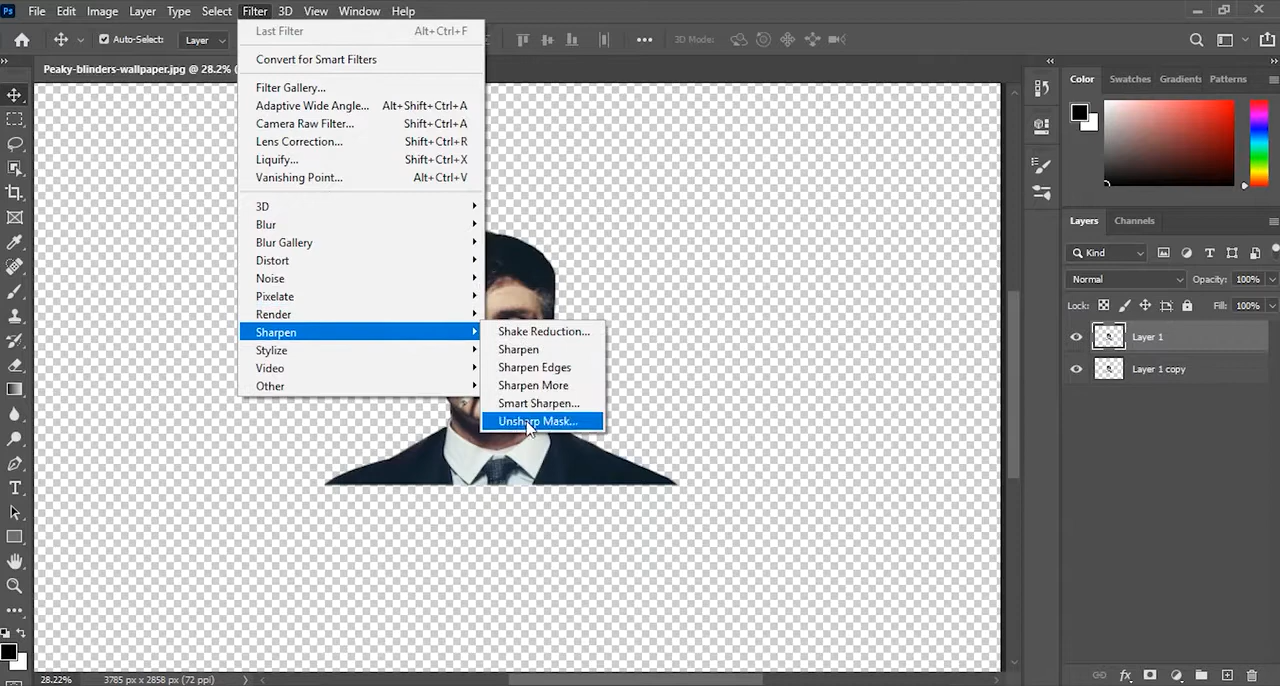 Ps File Edit Image Layer Type Select Filter 3D View Window Help
Auto-Select: Layer 3D Mode:
Peaky-blinders-wallpaper.jpg @ 28.2% (
Last Filter Alt+Ctrl+F
Convert for Smart Filters
Filter Gallery...
Adaptive Wide Angle... Alt+Shift+Ctrl+A
Camera Raw Filter... Shift+Ctrl+A
Lens Correction... Shift+Ctrl+R
Liquify... Shift+Ctrl+X
Vanishing Point... Alt+Ctrl+V
3D
Blur
Blur Gallery
Distort
Noise
Pixelate
Render
Sharpen
Stylize
Video
Other
Shake Reduction...
Sharpen
Sharpen Edges
Sharpen More
Smart Sharpen...
Unsharp Mask...
Color Swatches Gradients Patterns
Layers Channels
Kind
Normal Opacity: 100%
Lock: Fill: 100%
Layer 1
Layer 1 copy
fx
28.22% 3785 px x 2858 px (72 ppi)